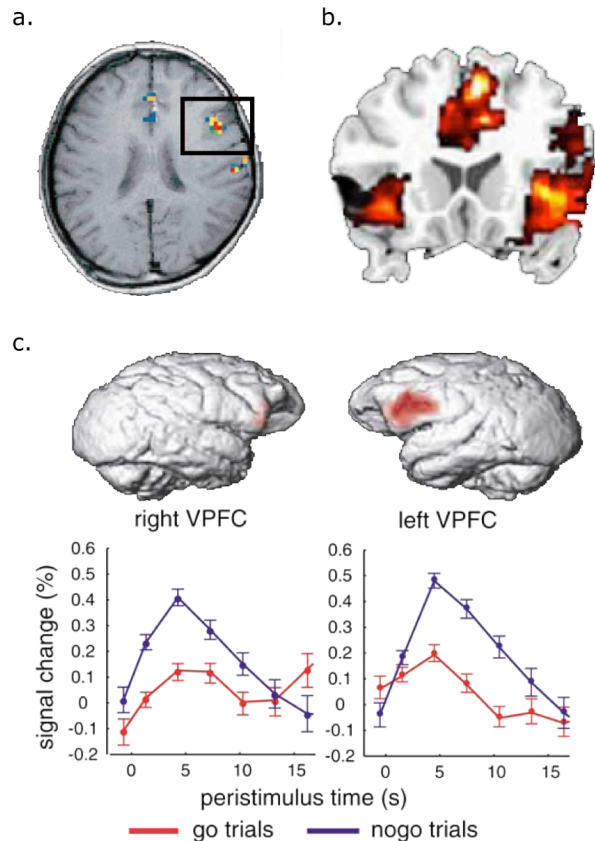 a.
b.
c.
right VPFC
left VPFC
signal change (%)
0.6
0.5
0.4
0.3
0.2
0.1
0
-0.1
-0.2
0 5 10 15
0.6
0.5
0.4
0.3
0.2
0.1
0
-0.1
-0.2
0 5 10 15
peristimulus time (s)
go trials
nogo trials